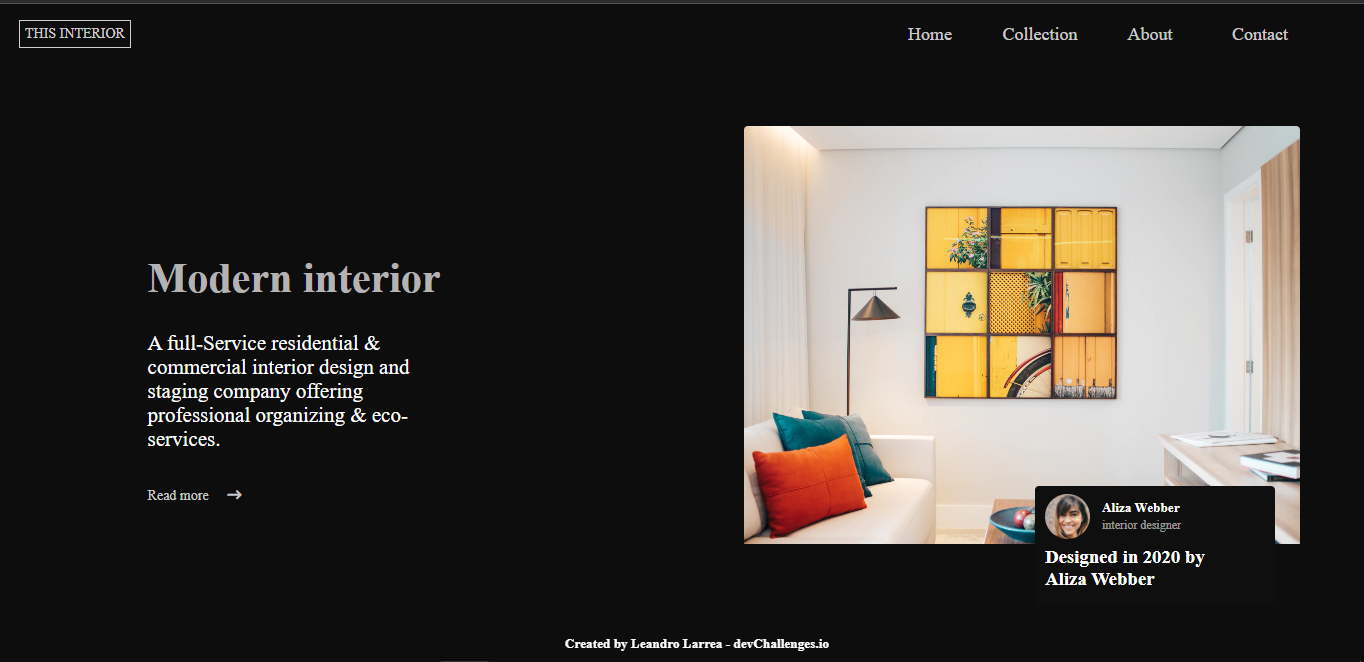 THIS INTERIOR
Home
Collection
About
Contact
Modern interior
A full-Service residential &
commercial interior design and
staging company offering
professional organizing & eco-
services.
Read more
Aliza Webber
interior designer
Designed in 2020 by
Aliza Webber
Created by Leandro Larrea - devChallenges.io